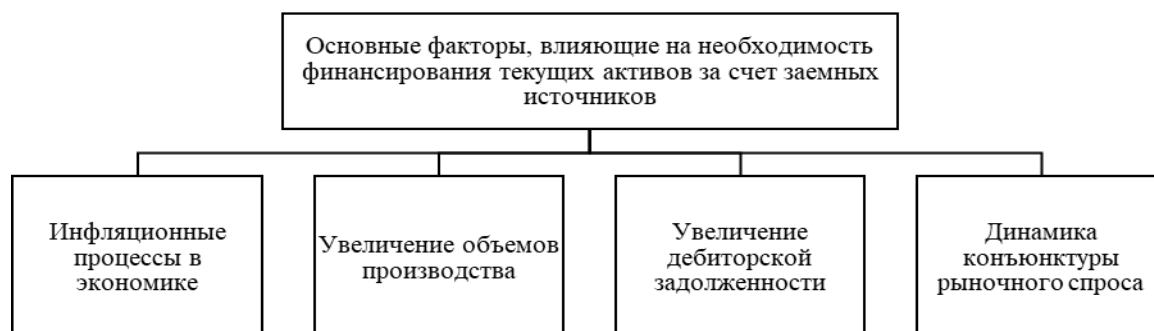 Основные факторы, влияющие на необходимость
финансирования текущих активов за счет заемных
источников
Инфляционные
процессы в
экономике
Увеличение объемов
производства
Увеличение
дебиторской
задолженности
Динамика
конъюнктуры
рыночного спроса